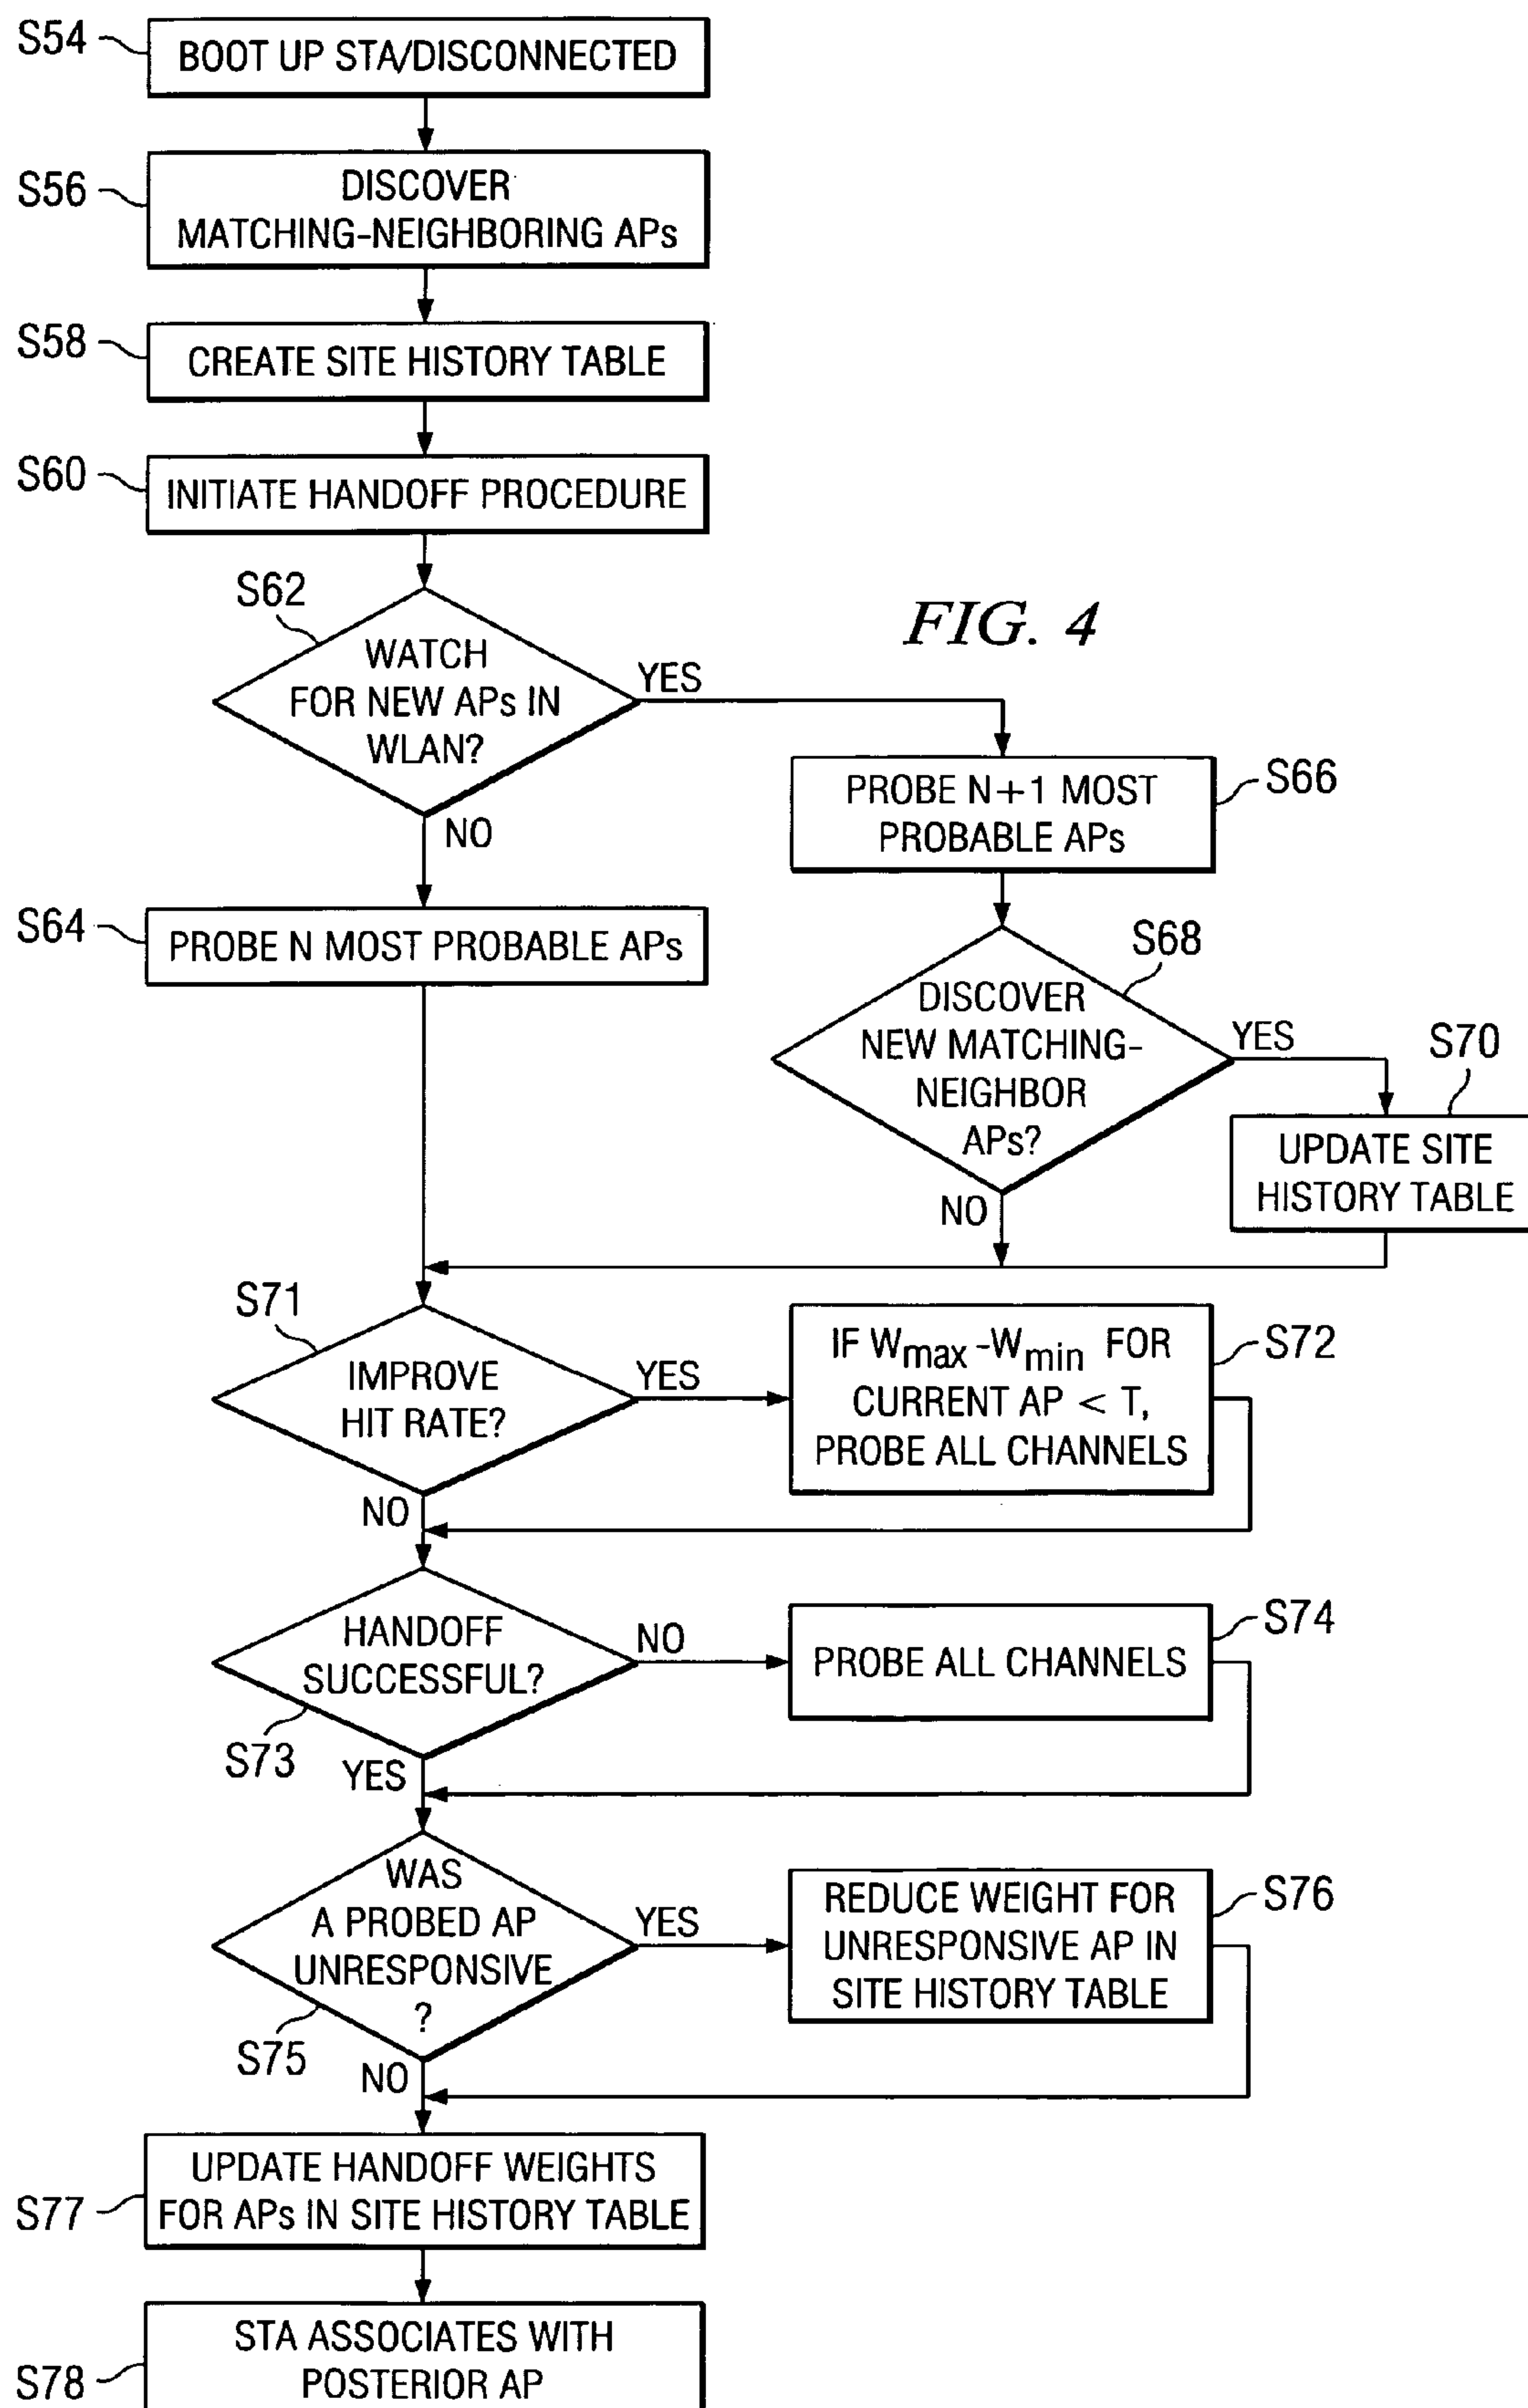 S54
BOOT UP STA/DISCONNECTED
S56
DISCOVER
MATCHING-NEIGHBORING APs
S58
CREATE SITE HISTORY TABLE
S60
INITIATE HANDOFF PROCEDURE
S62
WATCH
FOR NEW APs IN
WLAN?
YES
NO
FIG. 4
S66
PROBE N+1 MOST
PROBABLE APs
S64
PROBE N MOST PROBABLE APs
S68
DISCOVER
NEW MATCHING-
NEIGHBOR
APs?
YES
NO
S70
UPDATE SITE
HISTORY TABLE
S71
IMPROVE
HIT RATE?
YES
NO
S72
IF Wmax -Wmin FOR
CURRENT AP < T,
PROBE ALL CHANNELS
HANDOFF
SUCCESSFUL?
S73
NO
YES
S74
PROBE ALL CHANNELS
WAS
A PROBED AP
UNRESPONSIVE
?
S75
YES
NO
S76
REDUCE WEIGHT FOR
UNRESPONSIVE AP IN
SITE HISTORY TABLE
S77
UPDATE HANDOFF WEIGHTS
FOR APs IN SITE HISTORY TABLE
S78
STA ASSOCIATES WITH
POSTERIOR AP